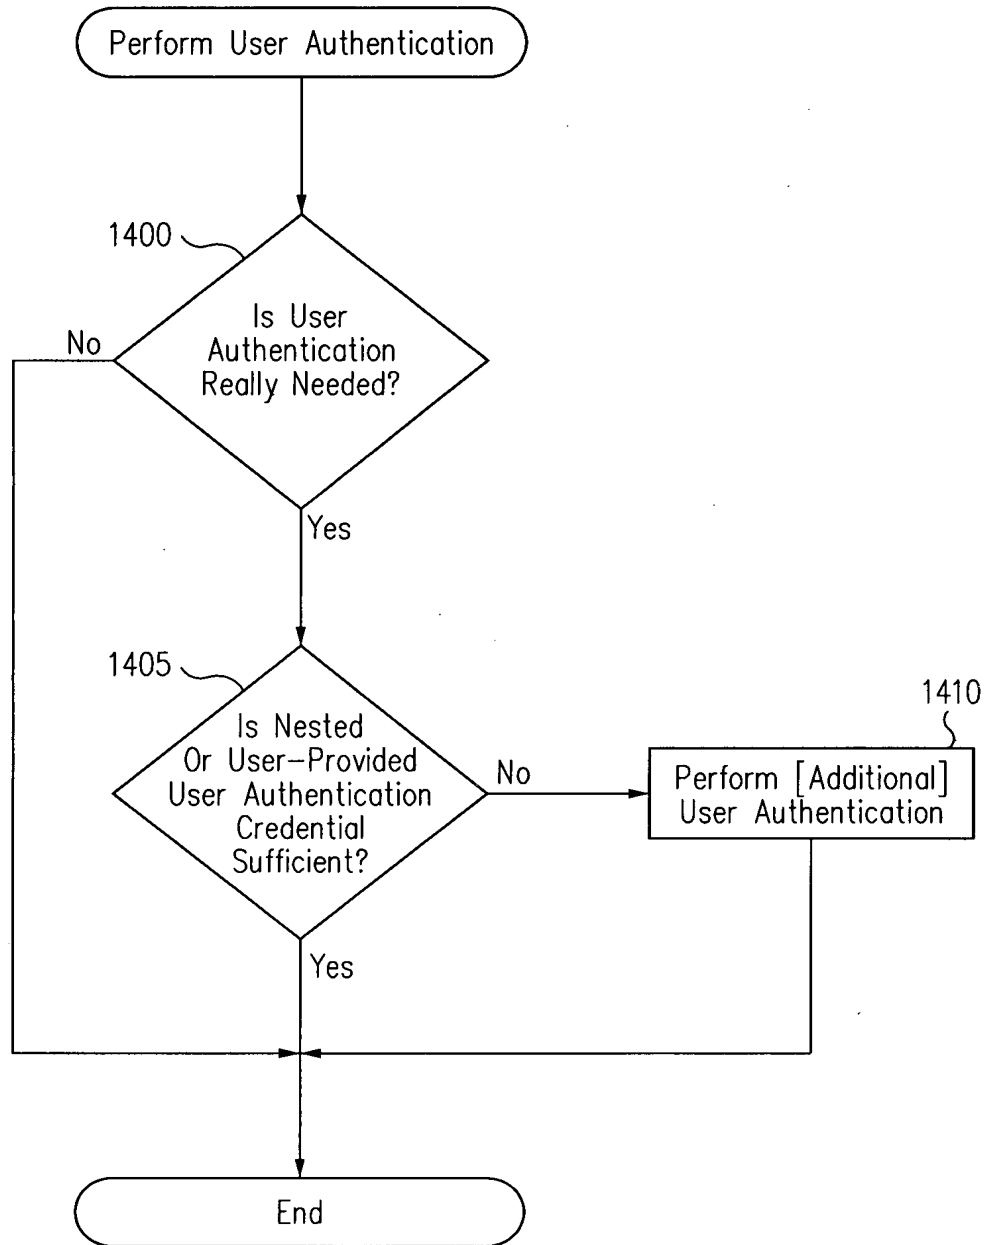 Perform User Authentication
1400
Is User
Authentication
Really Needed?
No
Yes
1405
Is Nested
Or User-Provided
User Authentication
Credential
Sufficient?
No
1410
Perform [Additional]
User Authentication
Yes
End